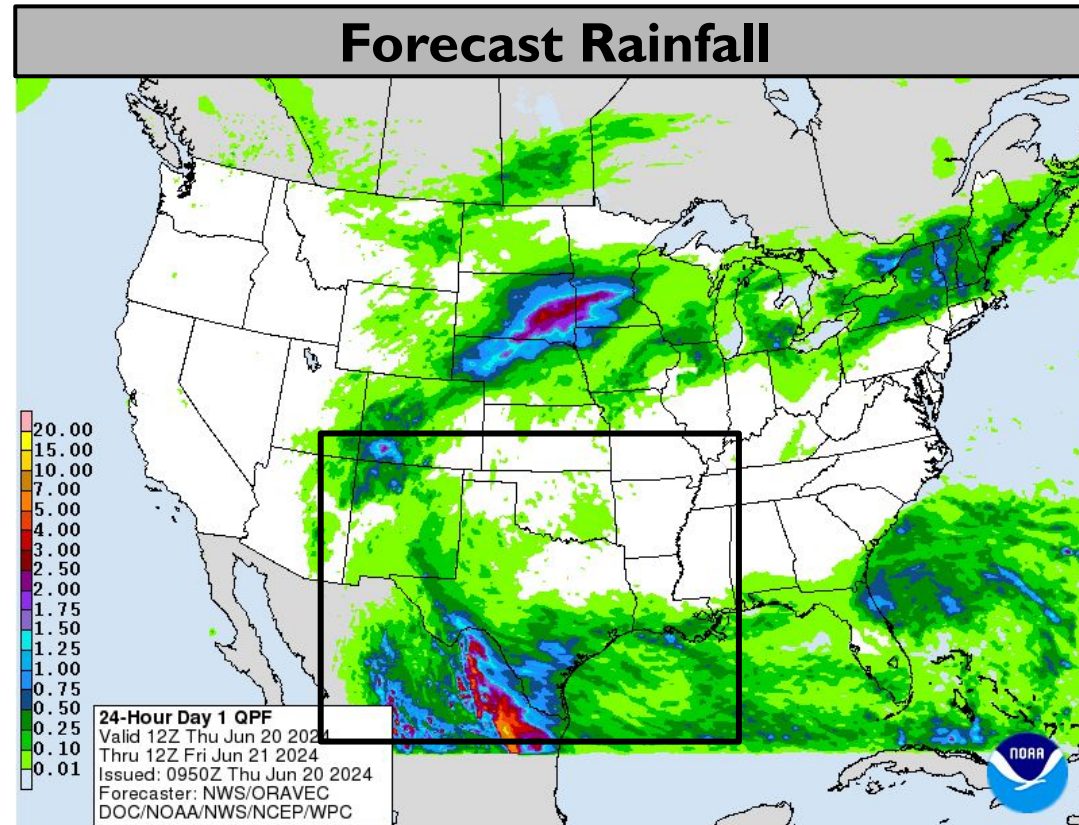 Forecast Rainfall
20.00
15.00
10.00
7.00
5.00
4.00
3.00
2.50
2.00
1.75
1.50
1.25
1.00
0.75
0.50
0.25
0.10
0.01
24-Hour Day 1 QPF
Valid 12Z Thu Jun 20 2024
Thru 12Z Fri Jun 21 2024
Issued: 0950Z Thu Jun 20 2024
Forecaster: NWS/ORAVEC
DOC/NOAA/NWS/NCEP/WPC
NOAA